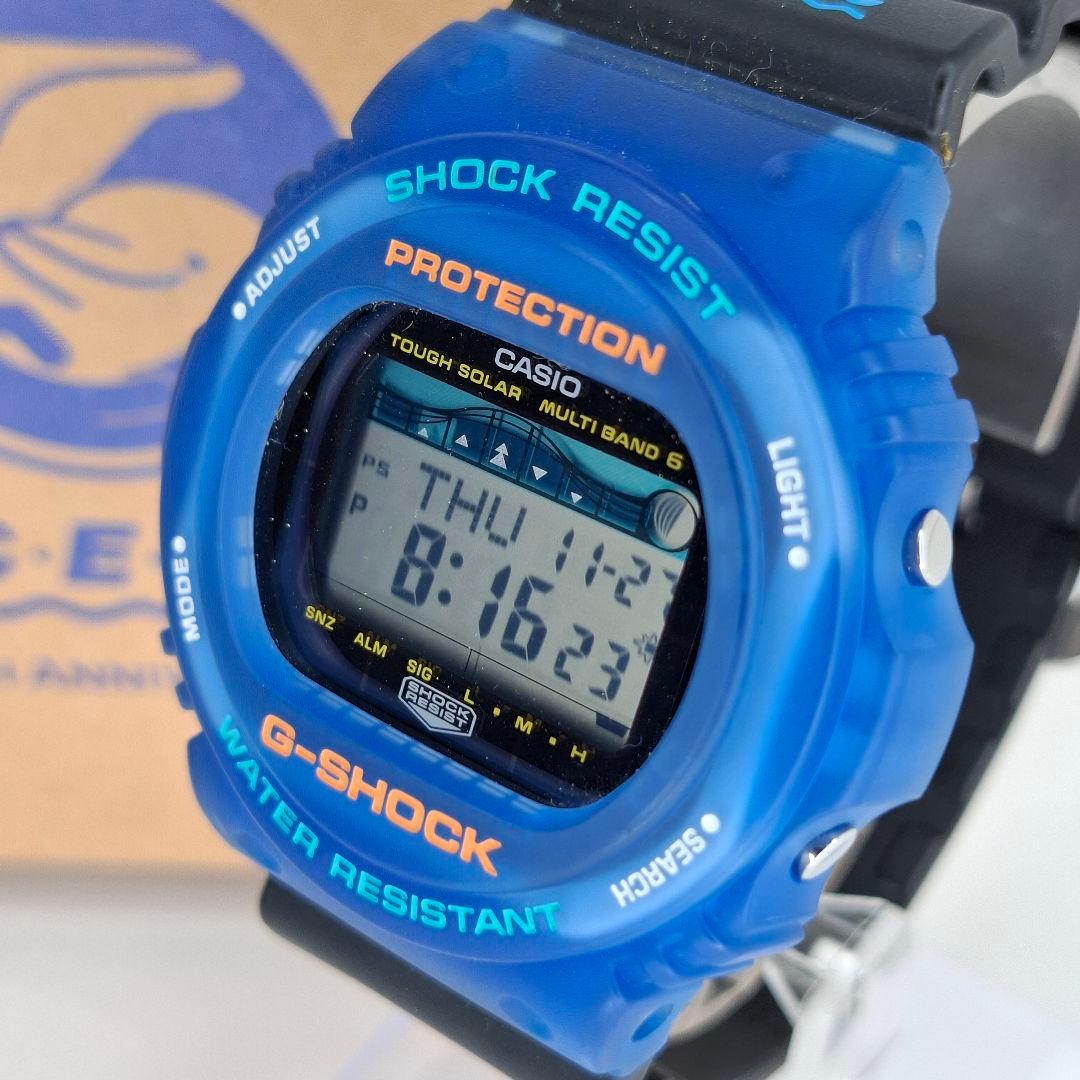 SHOCK RESIST
PROTECTION
ADJUST
CASIO
TOUGH SOLAR MULTI BAND 6
LIGHT
PS
THU 11-2
P
8:16 23
MODE
SNZ ALM SIG L • M • H
SHOCK
RESIST
G-SHOCK
WATER RESISTANT
SEARCH